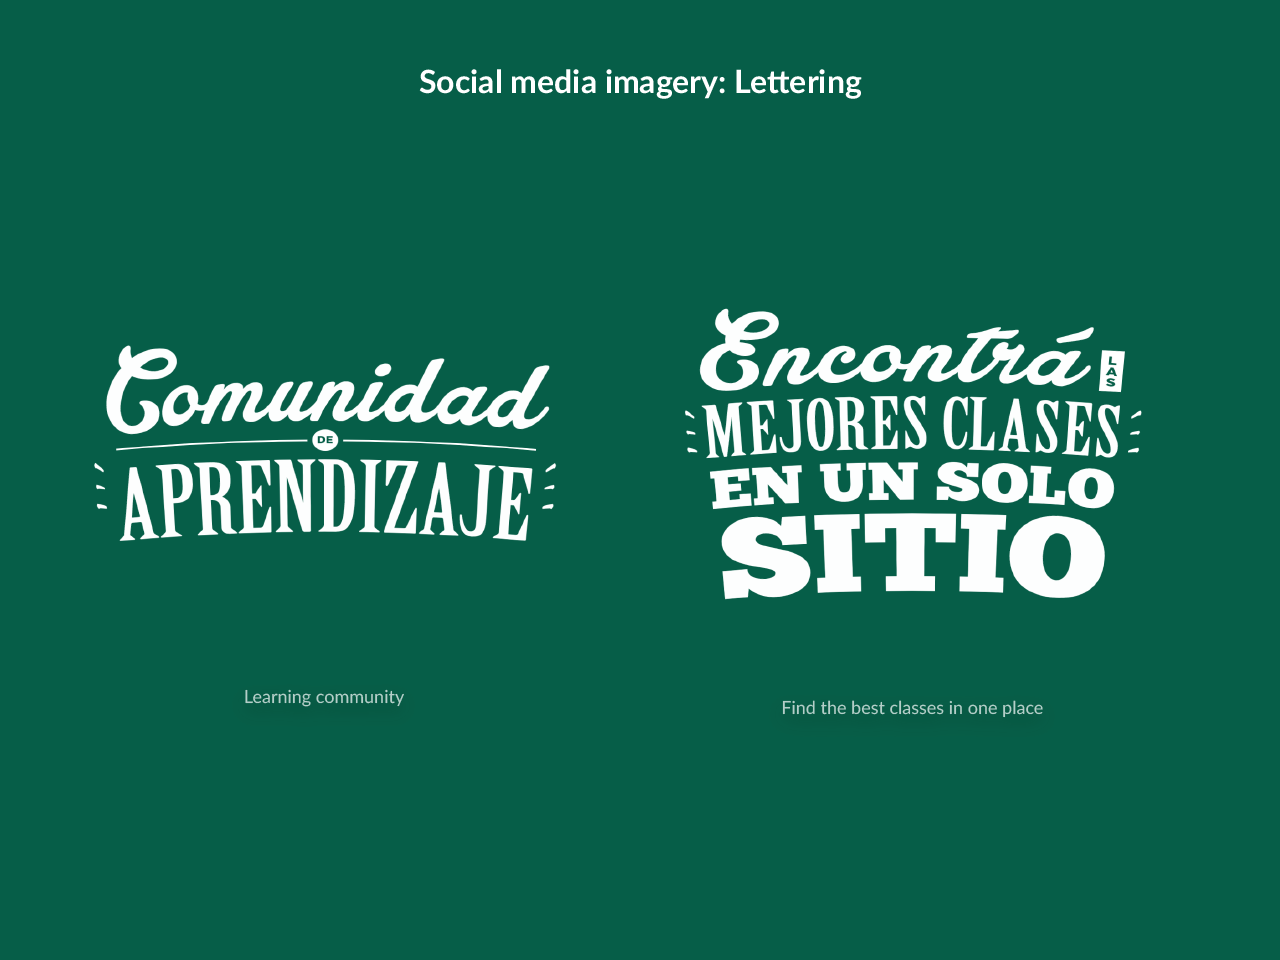 Social media imagery: Lettering
Comunidad
DE
APRENDIZAJE
Learning community
Encontrá LAS
MEJORES CLASES
EN UN SOLO
SITIO
Find the best classes in one place